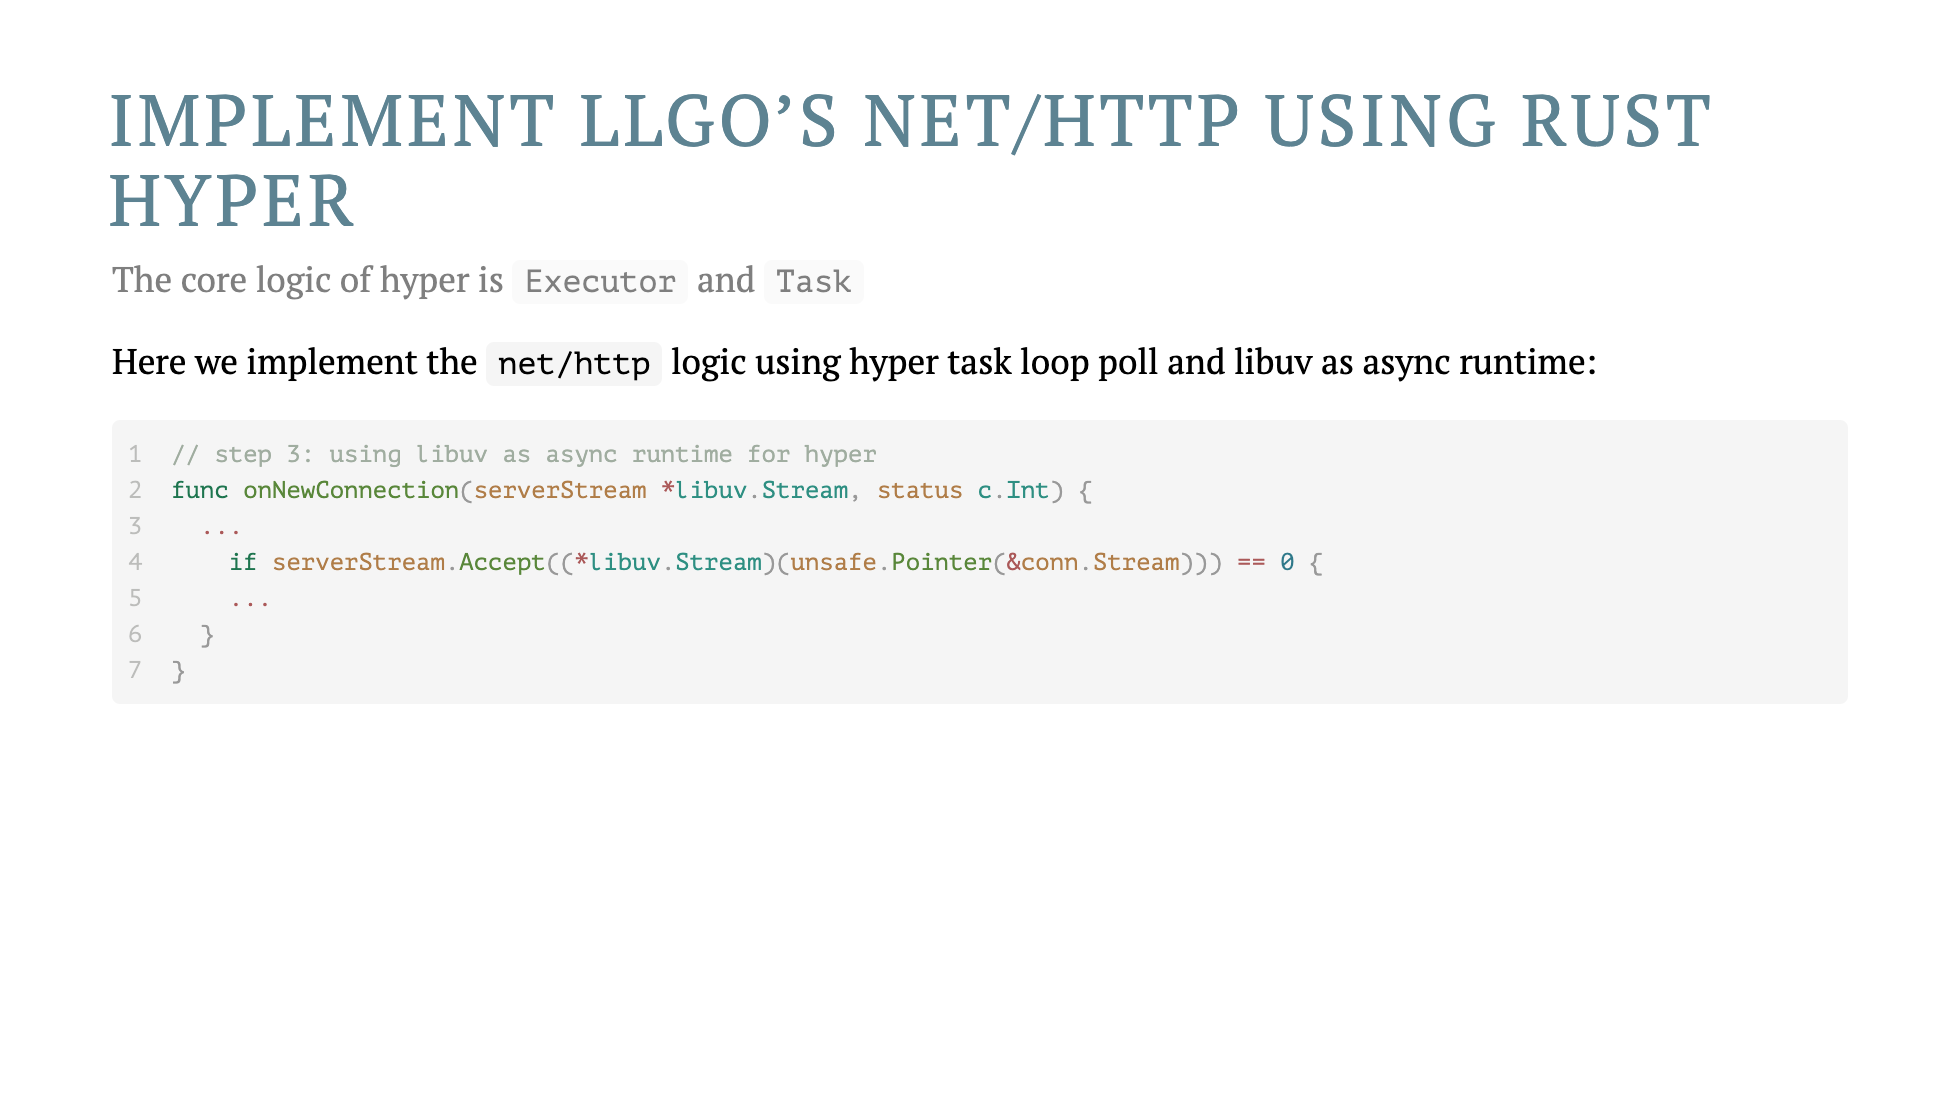 IMPLEMENT LLGO’S NET/HTTP USING RUST
HYPER
The core logic of hyper is Executor and Task
Here we implement the net/http logic using hyper task loop poll and libuv as async runtime:
1 // step 3: using libuv as async runtime for hyper
2 func onNewConnection(serverStream *libuv.Stream, status c.Int) {
3   ...
4     if serverStream.Accept((*libuv.Stream)(unsafe.Pointer(&conn.Stream))) == 0 {
5     ...
6   }
7 }